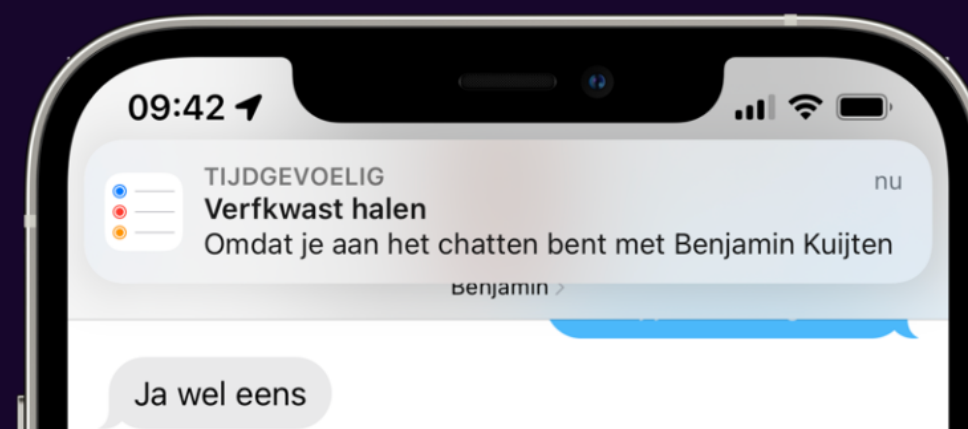 09:42
TIJDGEVOELIG
nu
Verfkwast halen
Omdat je aan het chatten bent met Benjamin Kuijten
Benjamin
Ja wel eens